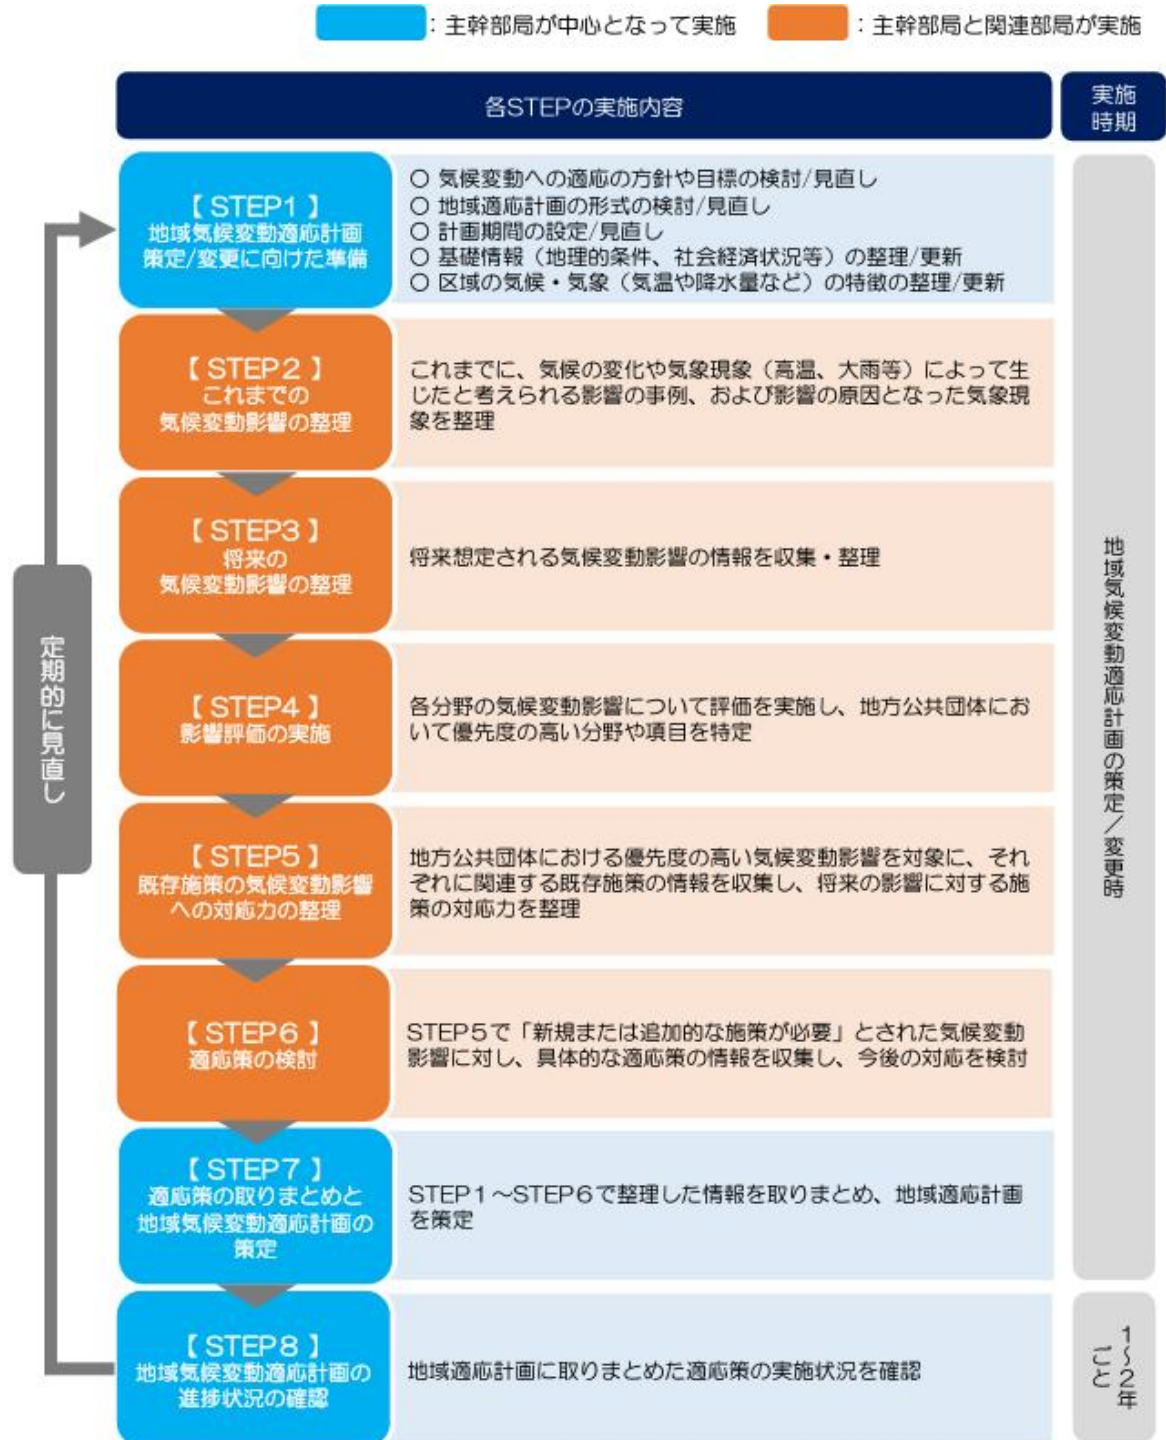 ：主幹部局が中心となって実施
：主幹部局と関連部局が実施
各STEPの実施内容
実施
時期
【 STEP1 】
地域気候変動適応計画
策定/変更に向けた準備
○ 気候変動への適応の方針や目標の検討/見直し
○ 地域適応計画の形式の検討/見直し
○ 計画期間の設定/見直し
○ 基礎情報（地理的条件、社会経済状況等）の整理/更新
○ 区域の気候・気象（気温や降水量など）の特徴の整理/更新
【 STEP2 】
これまでの
気候変動影響の整理
これまでに、気候の変化や気象現象（高温、大雨等）によって生
じたと考えられる影響の事例、および影響の原因となった気象現
象を整理
【 STEP3 】
将来の
気候変動影響の整理
将来想定される気候変動影響の情報を収集・整理
【 STEP4 】
影響評価の実施
各分野の気候変動影響について評価を実施し、地方公共団体にお
いて優先度の高い分野や項目を特定
【 STEP5 】
既存施策の気候変動影響
への対応力の整理
地方公共団体における優先度の高い気候変動影響を対象に、それ
ぞれに関連する既存施策の情報を収集し、将来の影響に対する施
策の対応力を整理
【 STEP6 】
適応策の検討
STEP5で「新規または追加的な施策が必要」とされた気候変動
影響に対し、具体的な適応策の情報を収集し、今後の対応を検討
【 STEP7 】
適応策の取りまとめと
地域気候変動適応計画の
策定
STEP1～STEP6で整理した情報を取りまとめ、地域適応計画
を策定
【 STEP8 】
地域気候変動適応計画の
進捗状況の確認
地域適応計画に取りまとめた適応策の実施状況を確認
地域気候変動適応計画の策定／変更時
1～2年
ごと
定期的に見直し